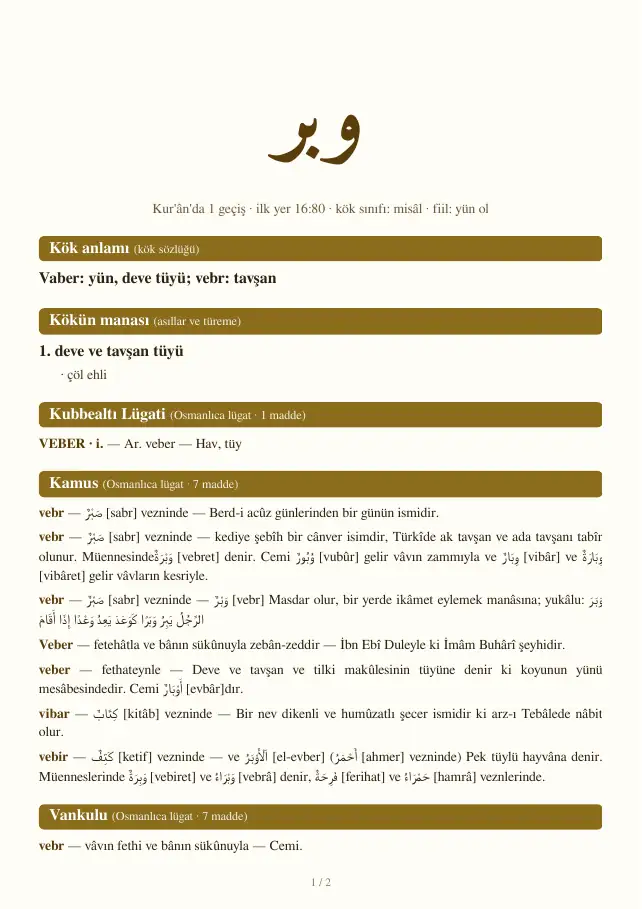 وبر
Kur'ân'da 1 geçiş · ilk yer 16:80 · kök sınıfı: misâl · fiil: yün ol
Kök anlamı (kök sözlüğü)
Vaber: yün, deve tüyü; vebr: tavşan
Kökün manası (asıllar ve türeme)
1. deve ve tavşan tüyü
· çöl ehli
Kubbealtı Lügati (Osmanlıca lügat · 1 madde)
VEBER · i. — Ar. veber — Hav, tüy
Kamus (Osmanlıca lügat · 7 madde)
vebr — صَبْرٌ [sabr] vezninde — Berd-i acûz günlerinden bir günün ismidir.
vebr — صَبْرٌ [sabr] vezninde — kediye şebîh bir cânver isimdir, Türkîde ak tavşan ve ada tavşanı tabîr
olunur. Müennesinde وَبْرَةٌ [vebret] denir. Cemi وُبُورٌ [vubûr] gelir vâvın zammıyla ve وِبَارٌ [vibâr] ve وِبَارَةٌ
[vibâret] gelir vâvların kesriyle.
vebr — صَبْرٌ [sabr] vezninde — وَبْرٌ [vebr] Masdar olur, bir yerde ikâmet eylemek manâsına; yukâlu: وَبَرَ
الرَّجُلُ يَبِرُ وَبْرًا كَوَعَدَ يَعِدُ وَعْدًا إِذَا أَقَامَ
Veber — fetehâtla ve bânın sükûnuyla zebân-zeddir — İbn Ebî Duleyle ki İmâm Buhârî şeyhidir.
veber — fethateynle — Deve ve tavşan ve tilki makûlesinin tüyüne denir ki koyunun yünü
mesâbesindedir. Cemi أَوْبَارٌ [evbâr]dır.
vibar — كِتَابٌ [kitâb] vezninde — Bir nev dikenli ve humûzatlı şecer ismidir ki arz-ı Tebâlede nâbit
olur.
vebir — كَتِفٌ [ketif] vezninde — ve اَلْأَوْبَرُ [el-evber] (أَحْمَرُ [ahmer] vezninde) Pek tüylü hayvâna denir.
Müenneslerinde وَبِرَةٌ [vebiret] ve وَبْرَاءُ [vebrâ] denir, فَرِحَةٌ [ferihat] ve حَمْرَاءُ [hamrâ] veznlerinde.
Vankulu (Osmanlıca lügat · 7 madde)
vebr — vâvın fethi ve bânın sükûnuyla — Cemi.
1 / 2